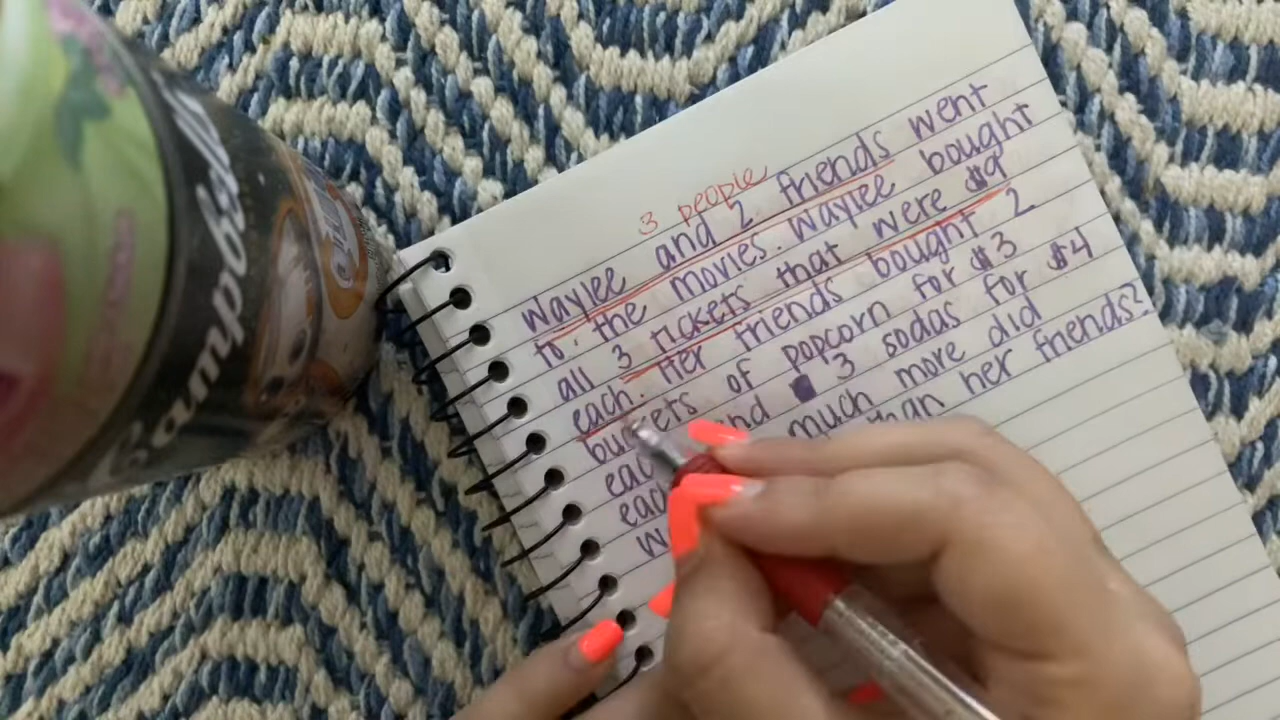 3 people
Waylee and 2 friends went
to the movies. Waylee bought
all 3 tickets that were $9
each. Her friends bought 2
buckets of popcorn for $3
and 3 sodas for $4
much more did
than her friends?